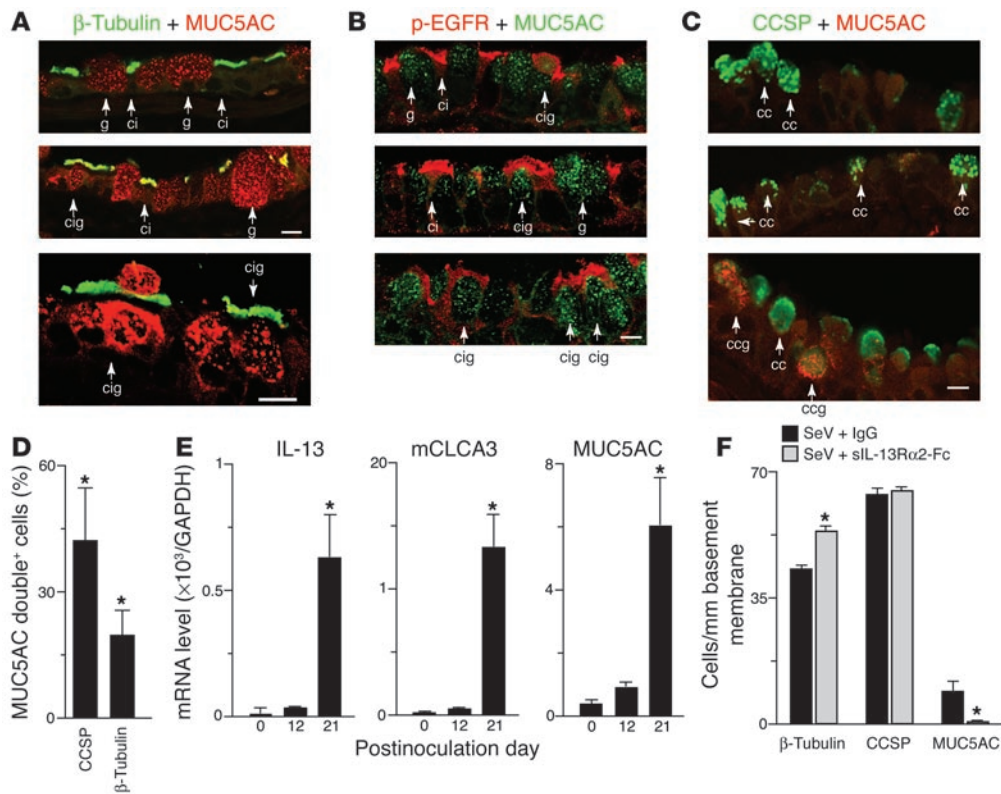 A β-Tubulin + MUC5AC
g ci g ci
cig ci g
cig
cig
B p-EGFR + MUC5AC
g ci cig
ci cig g
cig cig cig
C CCSP + MUC5AC
cc cc
cc cc cc
ccg cc
ccg
D
MUC5AC double⁺ cells (%)
60
30
0
* *
CCSP
β-Tubulin
E
mRNA level (×10³/GAPDH)
IL-13
1
0.5
0
*
0 12 21
mCLCA3
20
10
0
*
0 12 21
MUC5AC
8
4
0
*
0 12 21
Postinoculation day
F
SeV + IgG
SeV + sIL-13Rα2-Fc
Cells/mm basement
membrane
70
35
0
*
*
β-Tubulin CCSP MUC5AC